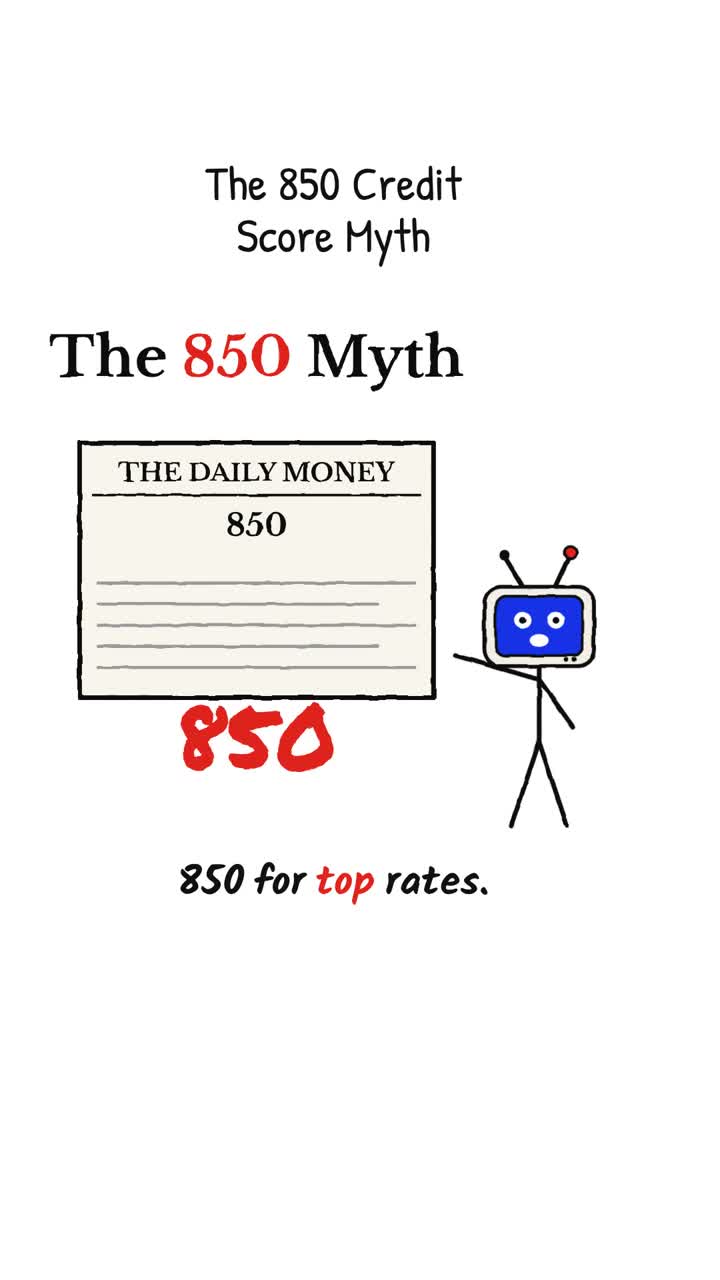 The 850 Credit
Score Myth
The 850 Myth
THE DAILY MONEY
850
850
850 for top rates.